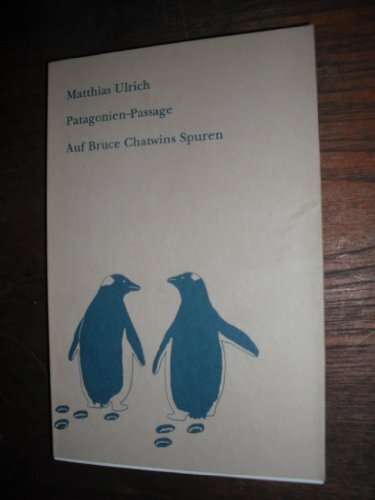 Matthias Ulrich
Patagonien-Passage
Auf Bruce Chatwins Spuren